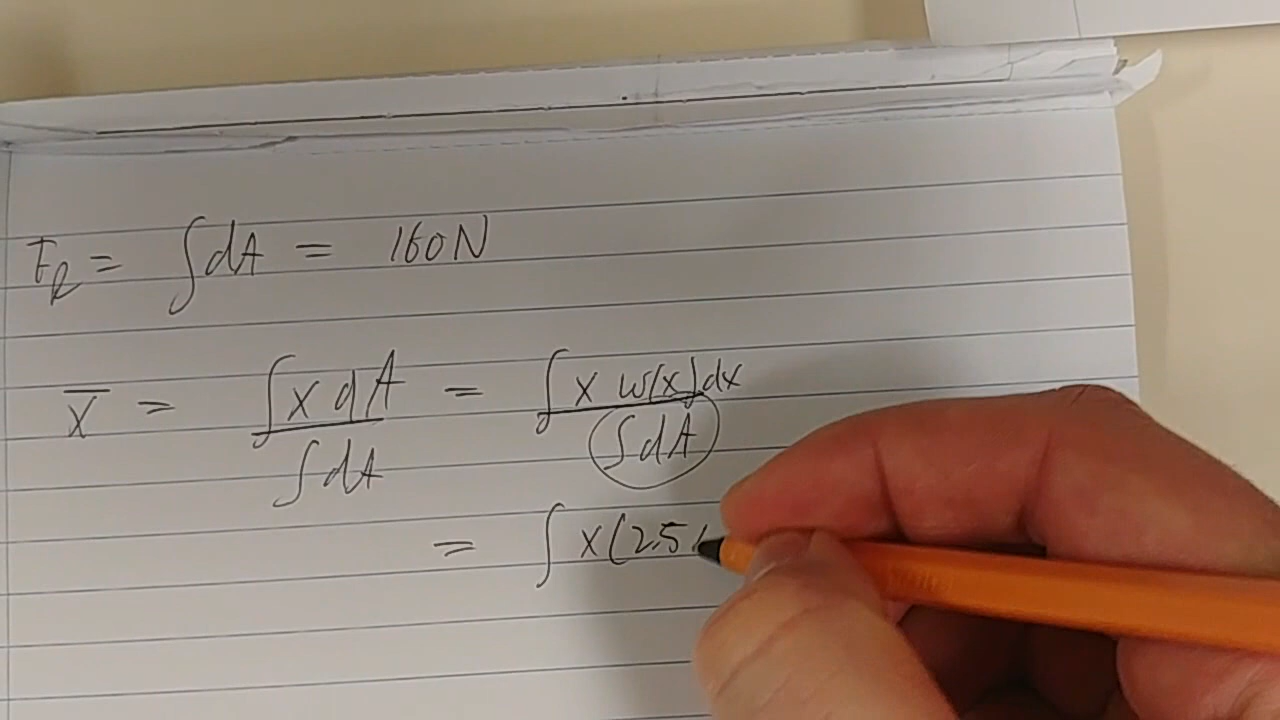 F_R = ∫dA = 160N
x̄ = ∫x dA / ∫dA = ∫x w(x)dx / ∫dA
= ∫x(2.5